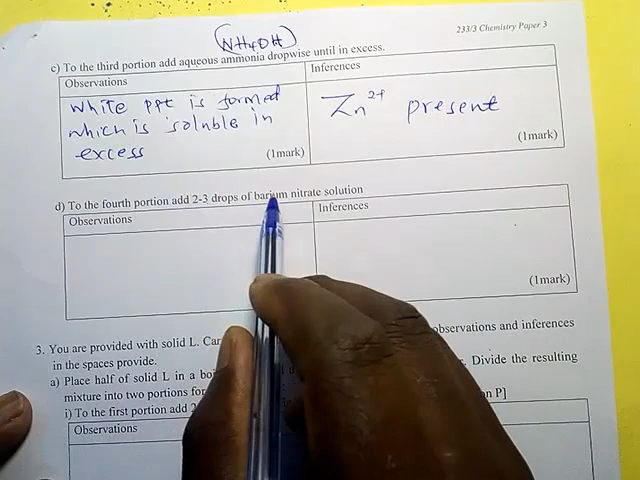 (NH4OH)
233/3 Chemistry Paper 3
c) To the third portion add aqueous ammonia dropwise until in excess.
Observations
Inferences
White ppt is formed
which is soluble in
excess
(1mark)
Zn2+ present
(1mark)
d) To the fourth portion add 2-3 drops of barium nitrate solution
Observations
Inferences
(1mark)
3. You are provided with solid L. Car
observations and inferences
in the spaces provide.
a) Place half of solid L in a boi
Divide the resulting
mixture into two portions for
on P]
i) To the first portion add 2
Observations